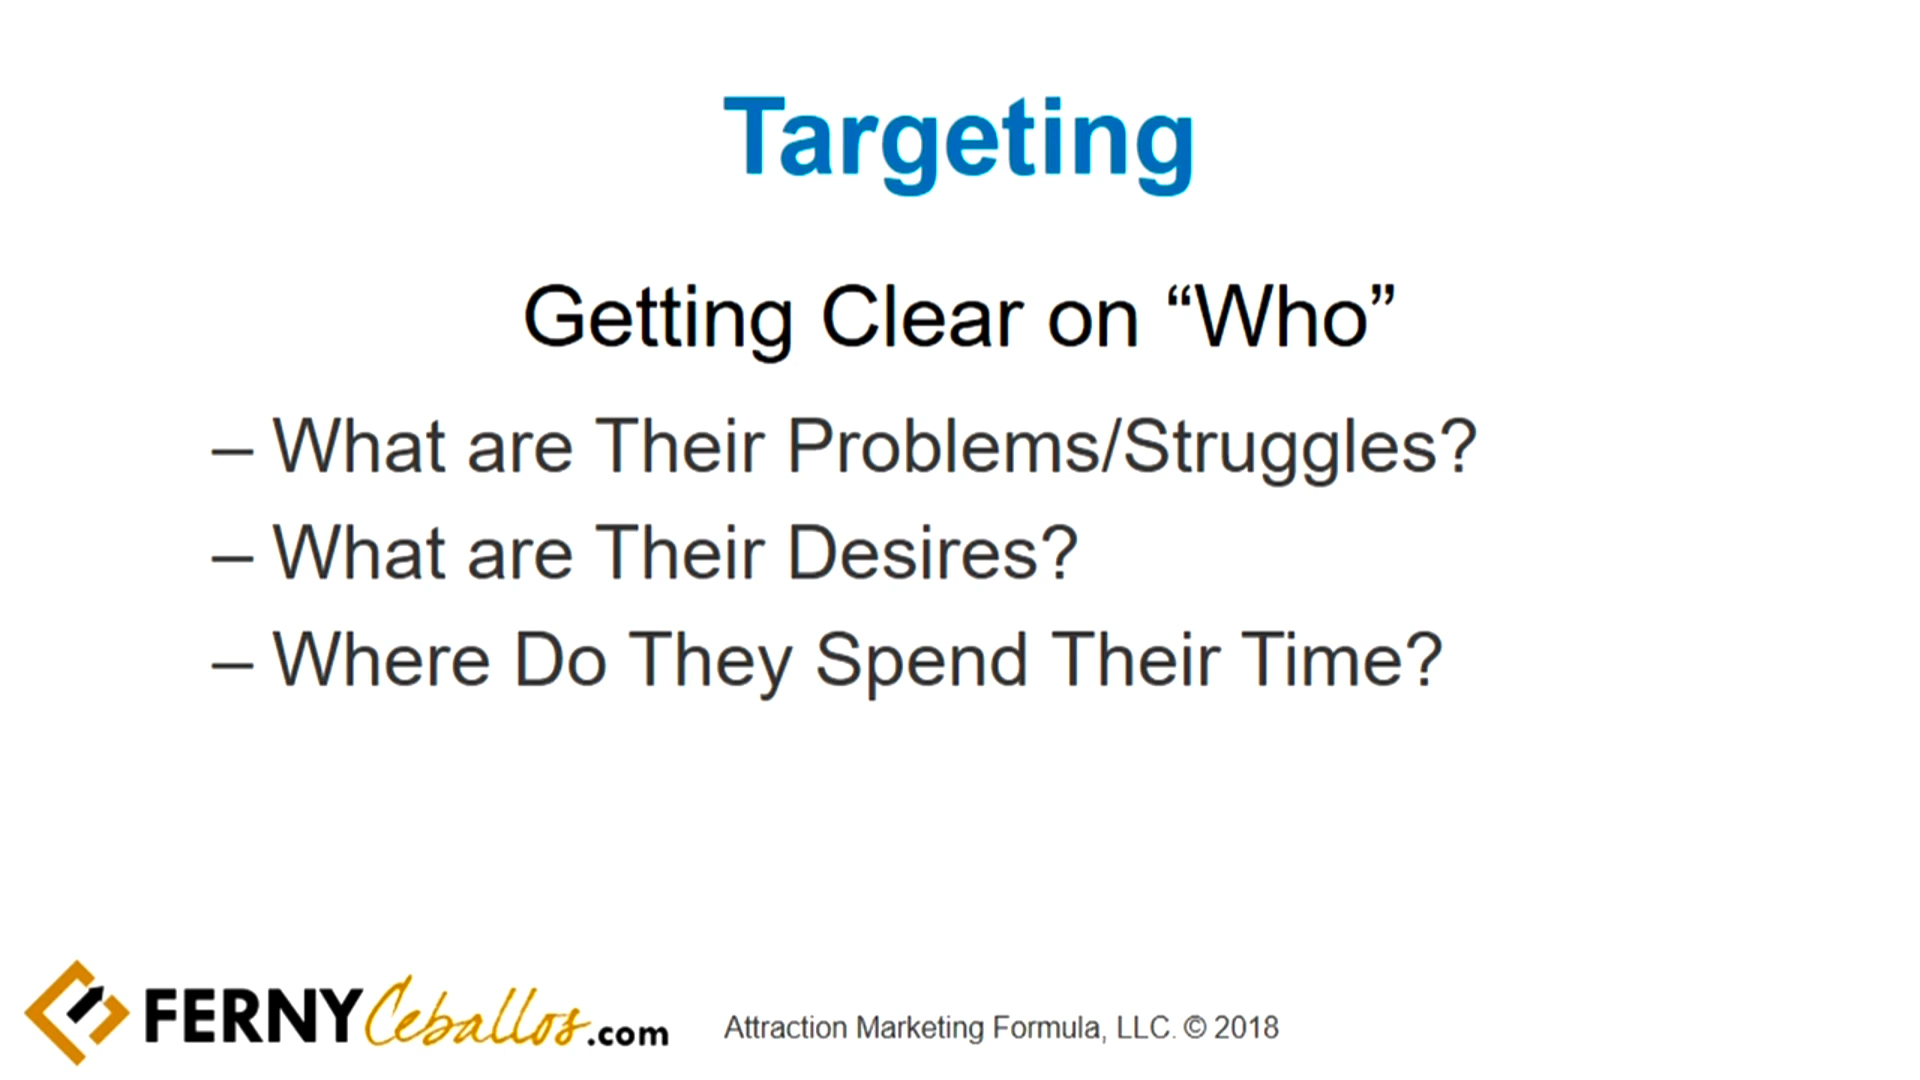 Targeting
Getting Clear on “Who”
– What are Their Problems/Struggles?
– What are Their Desires?
– Where Do They Spend Their Time?
FERNY Ceballos .com
Attraction Marketing Formula, LLC. © 2018